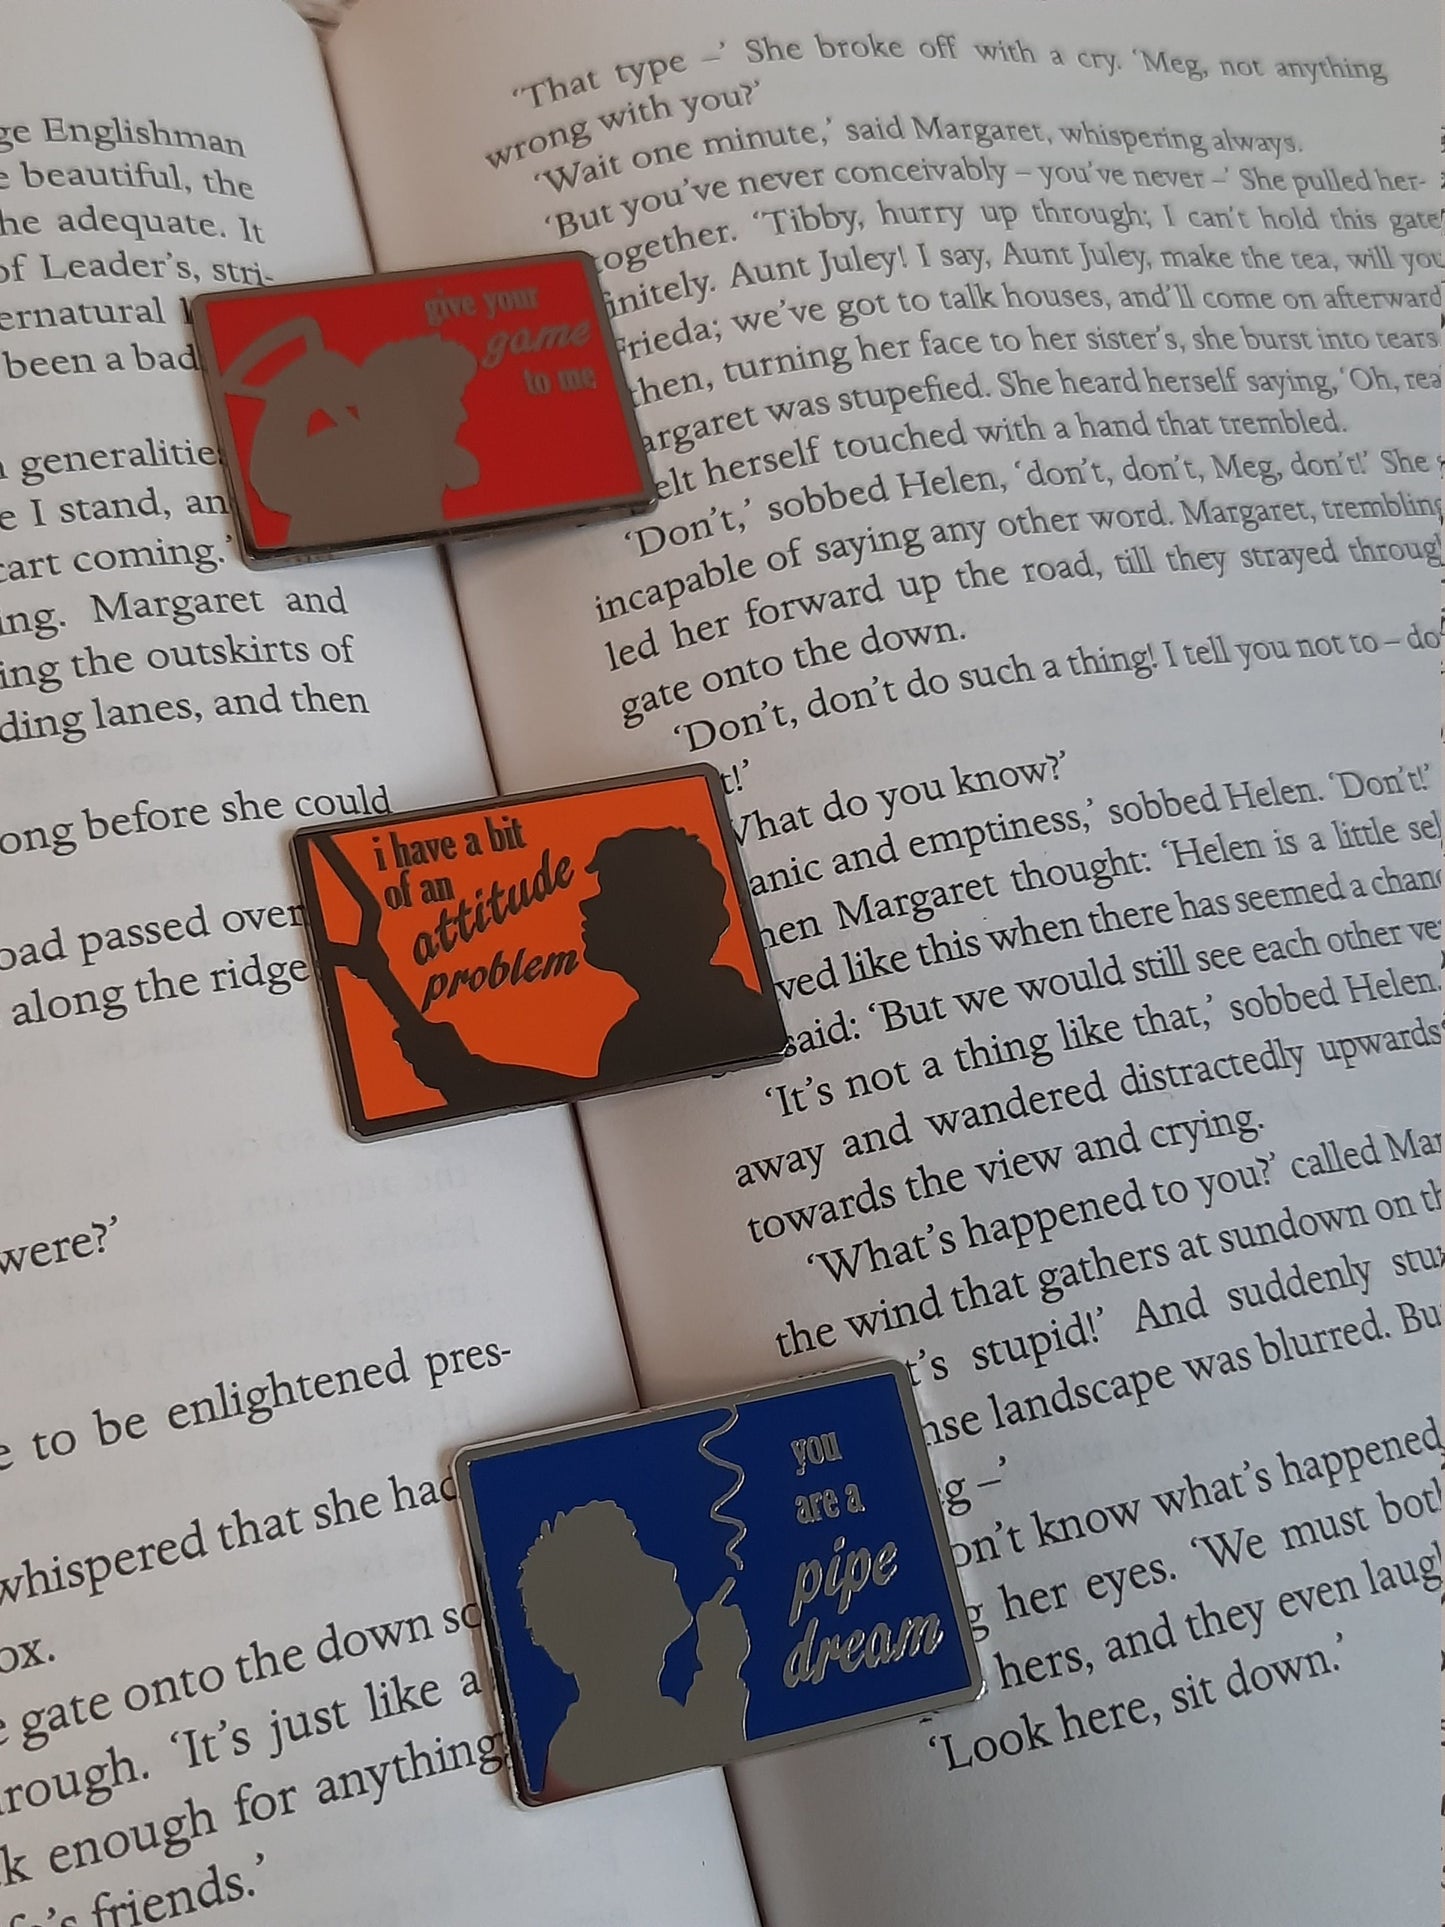 ge Englishman
beautiful, the
he adequate. It
of Leader's, stri-
ernatural
been a bad
generalitie
e I stand, an
cart coming.'
ing. Margaret and
ing the outskirts of
ding lanes, and then
ong before she could
oad passed over
along the ridge
were?'
to be enlightened pres-
whispered that she had
ox.
gate onto the down so
rough. 'It's just like a
k enough for anything
friends.'
'That type –' She broke off with a cry. 'Meg, not anything
wrong with you?'
'Wait one minute,' said Margaret, whispering always.
'But you've never conceivably – you've never –' She pulled her-
together. 'Tibby, hurry up through; I can't hold this gate
finitely. Aunt Juley! I say, Aunt Juley, make the tea, will you
Frieda; we've got to talk houses, and'll come on afterward
then, turning her face to her sister's, she burst into tears
argaret was stupefied. She heard herself saying, 'Oh, rea
elt herself touched with a hand that trembled.
'Don't,' sobbed Helen, 'don't, don't, Meg, don't!' She
incapable of saying any other word. Margaret, trembling
led her forward up the road, till they strayed throug
gate onto the down.
'Don't, don't do such a thing! I tell you not to – do
t!'
What do you know?'
anic and emptiness,' sobbed Helen. 'Don't!'
hen Margaret thought: 'Helen is a little sel
ved like this when there has seemed a chanc
said: 'But we would still see each other ve
'It's not a thing like that,' sobbed Helen.
away and wandered distractedly upwards
towards the view and crying.
'What's happened to you?' called Mar
the wind that gathers at sundown on th
t's stupid!' And suddenly stu
nse landscape was blurred. Bu
g –'
on't know what's happened
g her eyes. 'We must bot
hers, and they even laug
'Look here, sit down.'
give your
game
to me
i have a bit
of an
attitude
problem
you
are a
pipe
dream